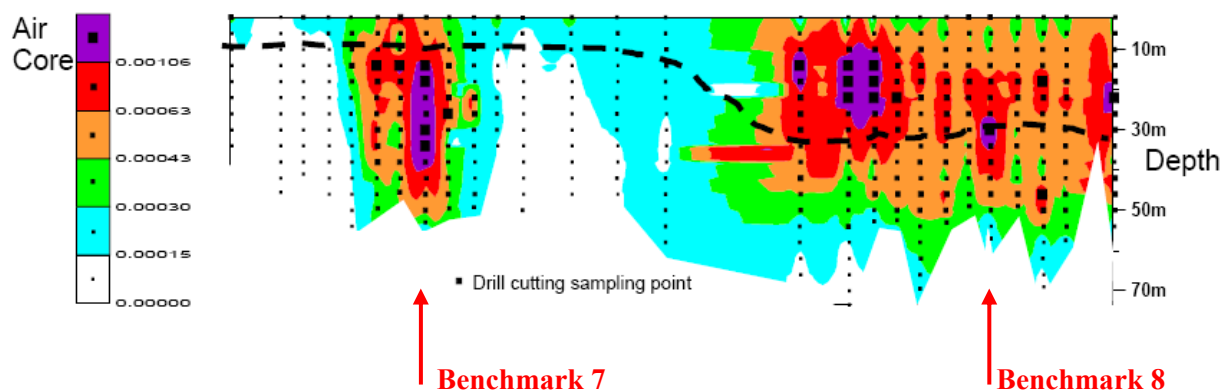 Air
Core
0.00106
0.00063
0.00043
0.00030
0.00015
0.00000
10m
30m
Depth
50m
70m
Drill cutting sampling point
Benchmark 7
Benchmark 8